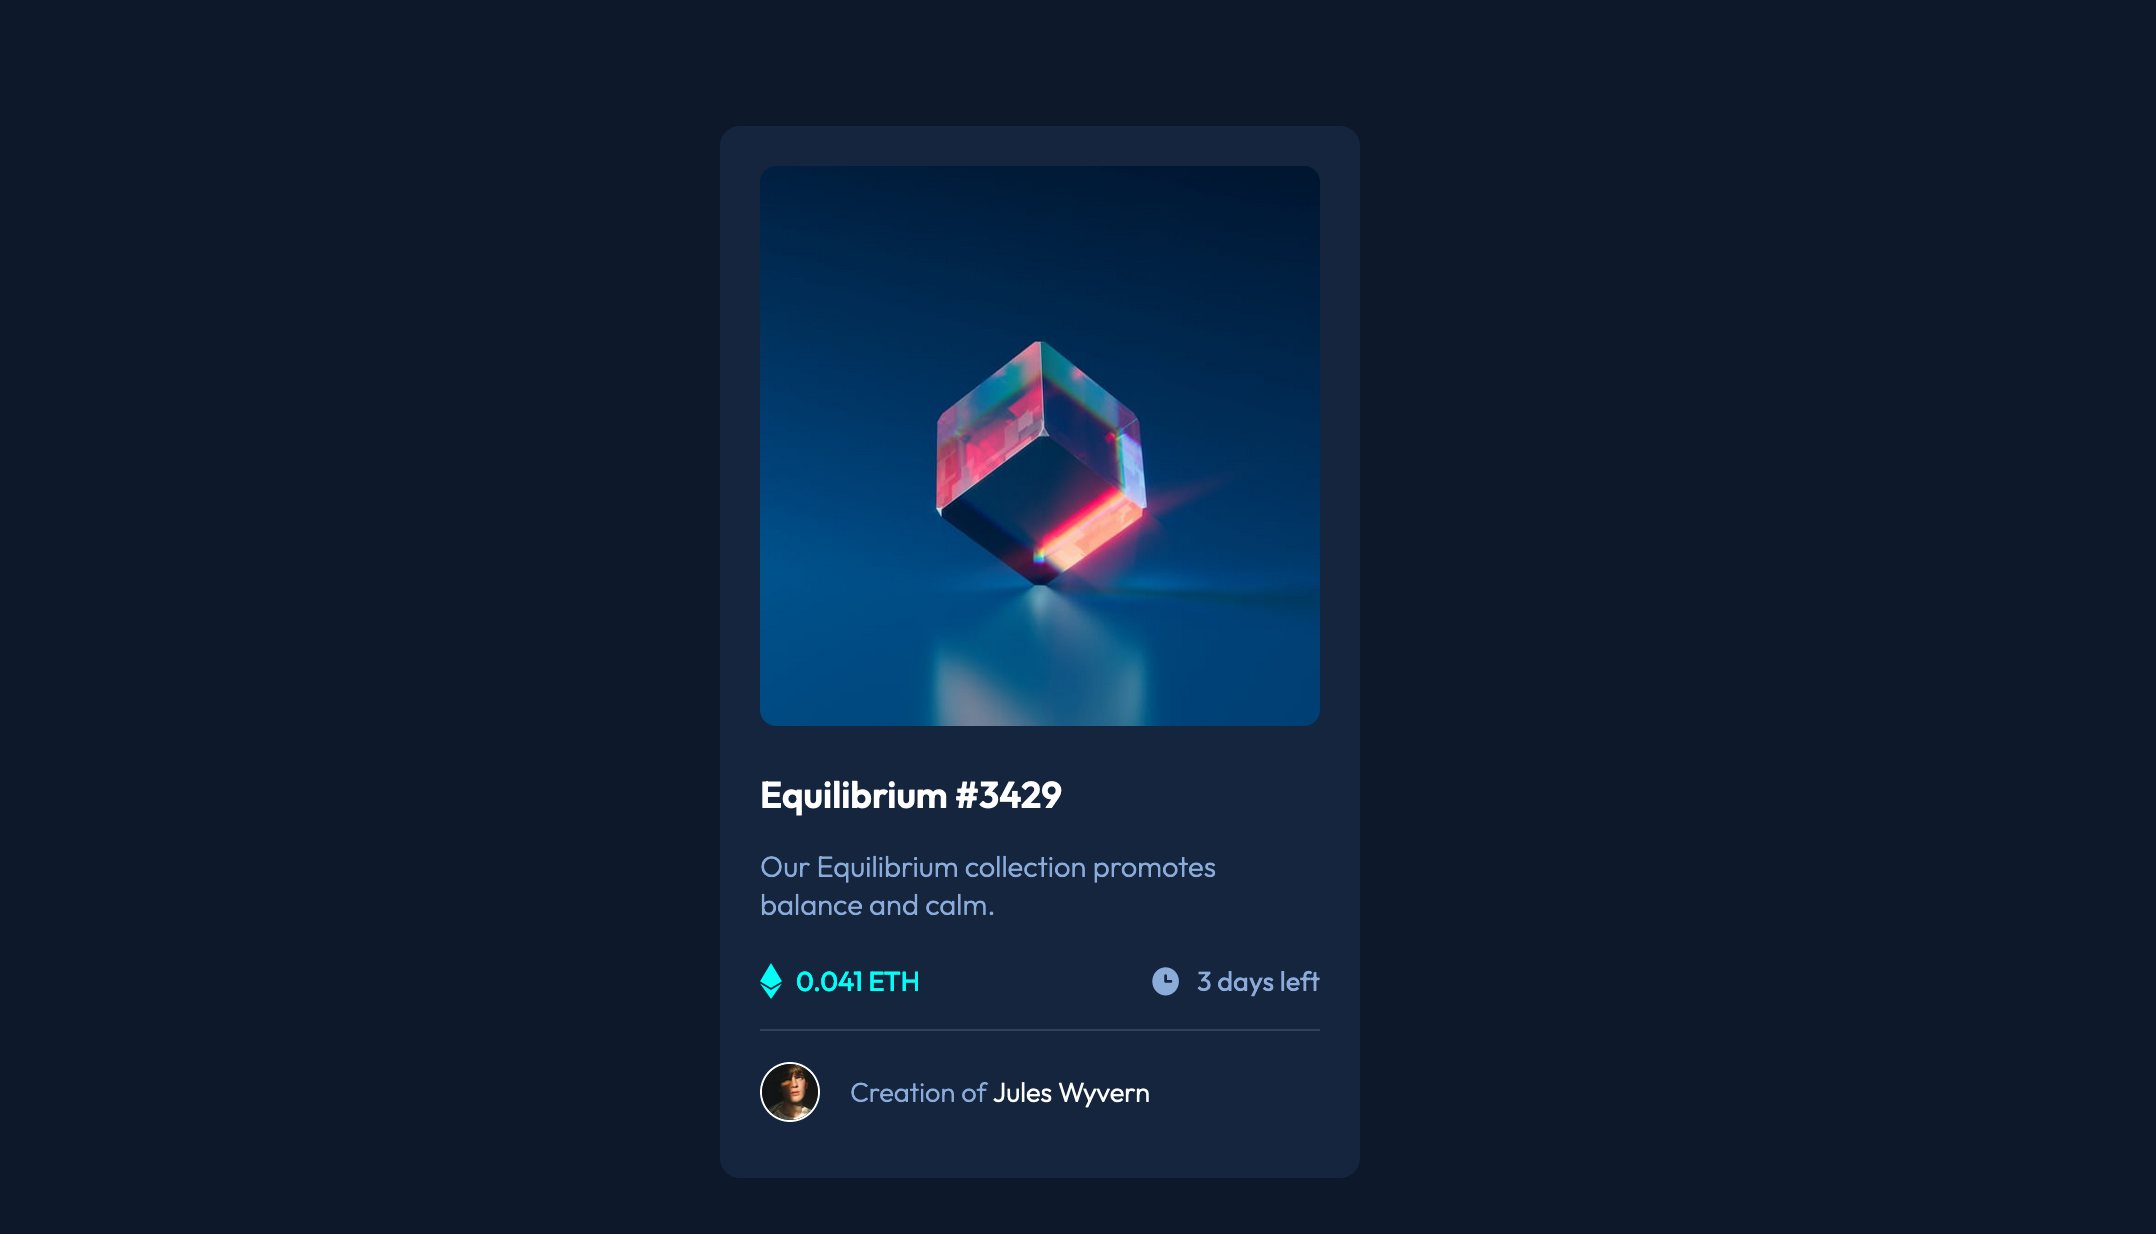 Equilibrium #3429
Our Equilibrium collection promotes
balance and calm.
0.041 ETH
3 days left
Creation of Jules Wyvern